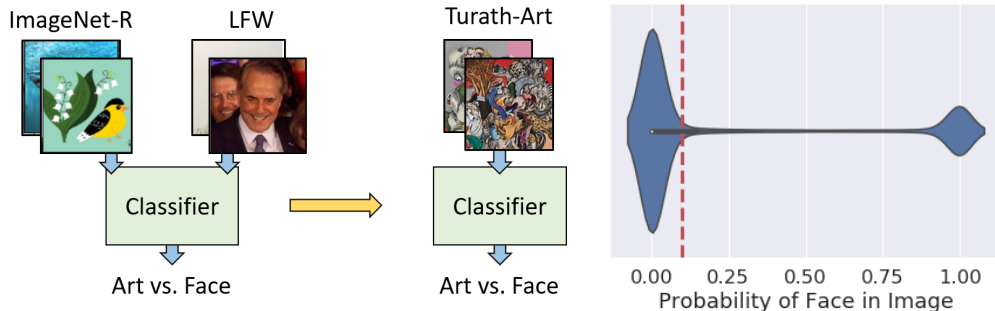 ImageNet-R
LFW
Turath-Art
Classifier
Classifier
Art vs. Face
Art vs. Face
0.00 0.25 0.50 0.75 1.00
Probability of Face in Image